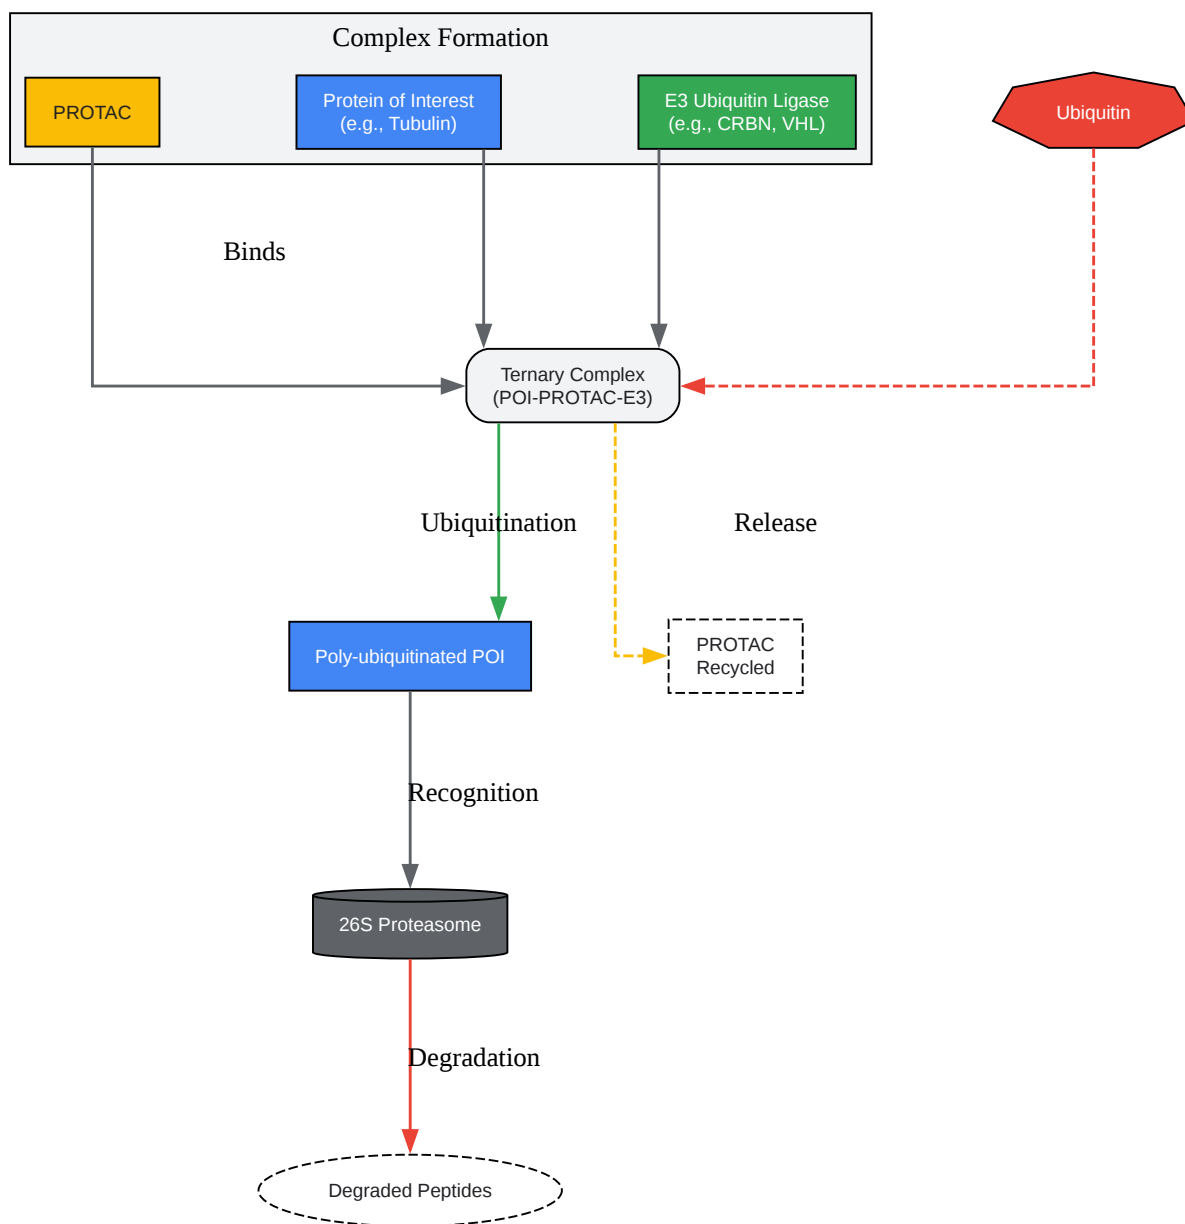 Complex Formation
PROTAC
Protein of Interest
(e.g., Tubulin)
E3 Ubiquitin Ligase
(e.g., CRBN, VHL)
Ubiquitin
Binds
Ternary Complex
(POI-PROTAC-E3)
Ubiquitination
Release
Poly-ubiquitinated POI
PROTAC
Recycled
Recognition
26S Proteasome
Degradation
Degraded Peptides